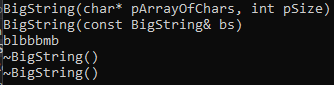 BigString(char* pArrayOfChars, int pSize)
BigString(const BigString& bs)
blbbbmb
~BigString()
~BigString()